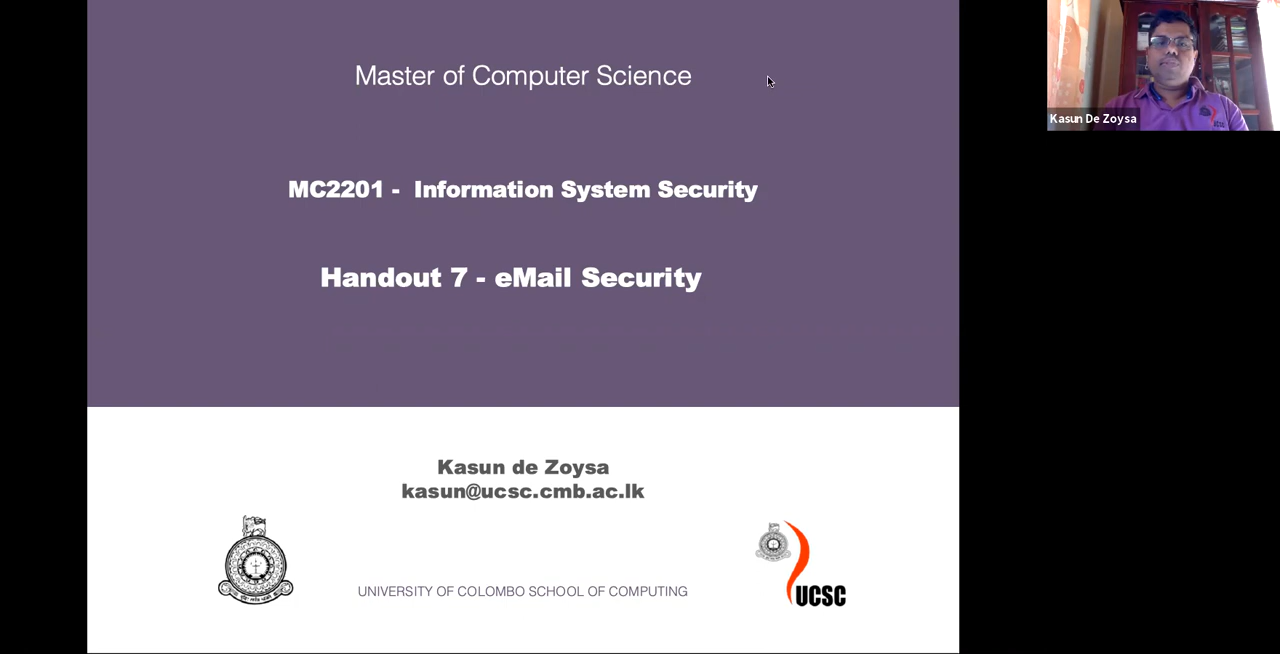 Master of Computer Science
Kasun De Zoysa
MC2201 - Information System Security
Handout 7 - eMail Security
Kasun de Zoysa
kasun@ucsc.cmb.ac.lk
UNIVERSITY OF COLOMBO SCHOOL OF COMPUTING
UCSC